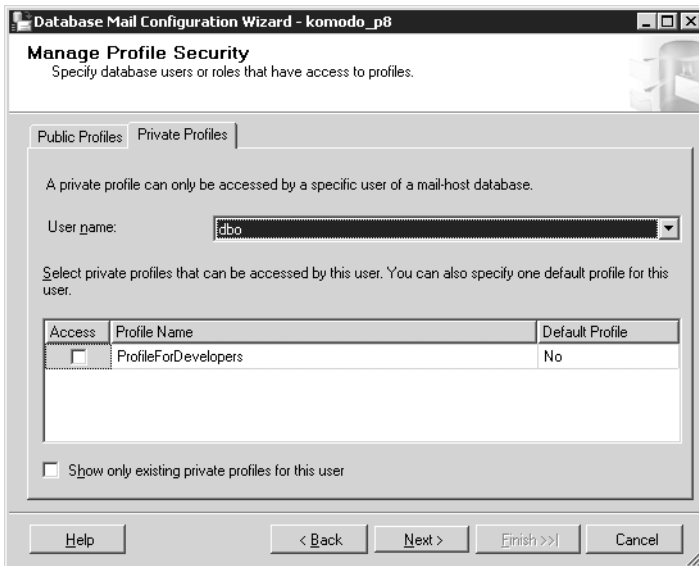 Database Mail Configuration Wizard - komodo_p8
Manage Profile Security
Specify database users or roles that have access to profiles.
Public Profiles Private Profiles
A private profile can only be accessed by a specific user of a mail-host database.
User name: dbo
Select private profiles that can be accessed by this user. You can also specify one default profile for this
user.
Access Profile Name Default Profile
ProfileForDevelopers No
Show only existing private profiles for this user
Help < Back Next > Finish >>| Cancel